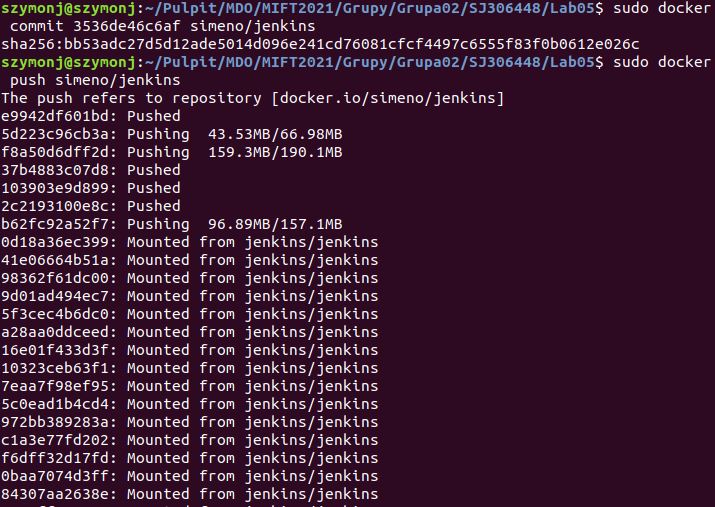 szymonj@szymonj:~/Pulpit/MDO/MIFT2021/Grupy/Grupa02/SJ306448/Lab05$ sudo docker
commit 3536de46c6af simeno/jenkins
sha256:bb53adc27d5d12ade5014d096e241cd76081cfcf4497c6555f83f0b0612e026c
szymonj@szymonj:~/Pulpit/MDO/MIFT2021/Grupy/Grupa02/SJ306448/Lab05$ sudo docker
push simeno/jenkins
The push refers to repository [docker.io/simeno/jenkins]
e9942df601bd: Pushed
5d223c96cb3a: Pushing  43.53MB/66.98MB
f8a50d6dff2d: Pushing  159.3MB/190.1MB
37b4883c07d8: Pushed
103903e9d899: Pushed
2c2193100e8c: Pushed
b62fc92a52f7: Pushing  96.89MB/157.1MB
0d18a36ec399: Mounted from jenkins/jenkins
41e06664b51a: Mounted from jenkins/jenkins
98362f61dc00: Mounted from jenkins/jenkins
9d01ad494ec7: Mounted from jenkins/jenkins
5f3cec4b6dc0: Mounted from jenkins/jenkins
a28aa0ddceed: Mounted from jenkins/jenkins
16e01f433d3f: Mounted from jenkins/jenkins
10323ceb63f1: Mounted from jenkins/jenkins
7eaa7f98ef95: Mounted from jenkins/jenkins
5c0ead1b4cd4: Mounted from jenkins/jenkins
972bb389283a: Mounted from jenkins/jenkins
c1a3e77fd202: Mounted from jenkins/jenkins
f6dff32d17fd: Mounted from jenkins/jenkins
0baa7074d3ff: Mounted from jenkins/jenkins
84307aa2638e: Mounted from jenkins/jenkins